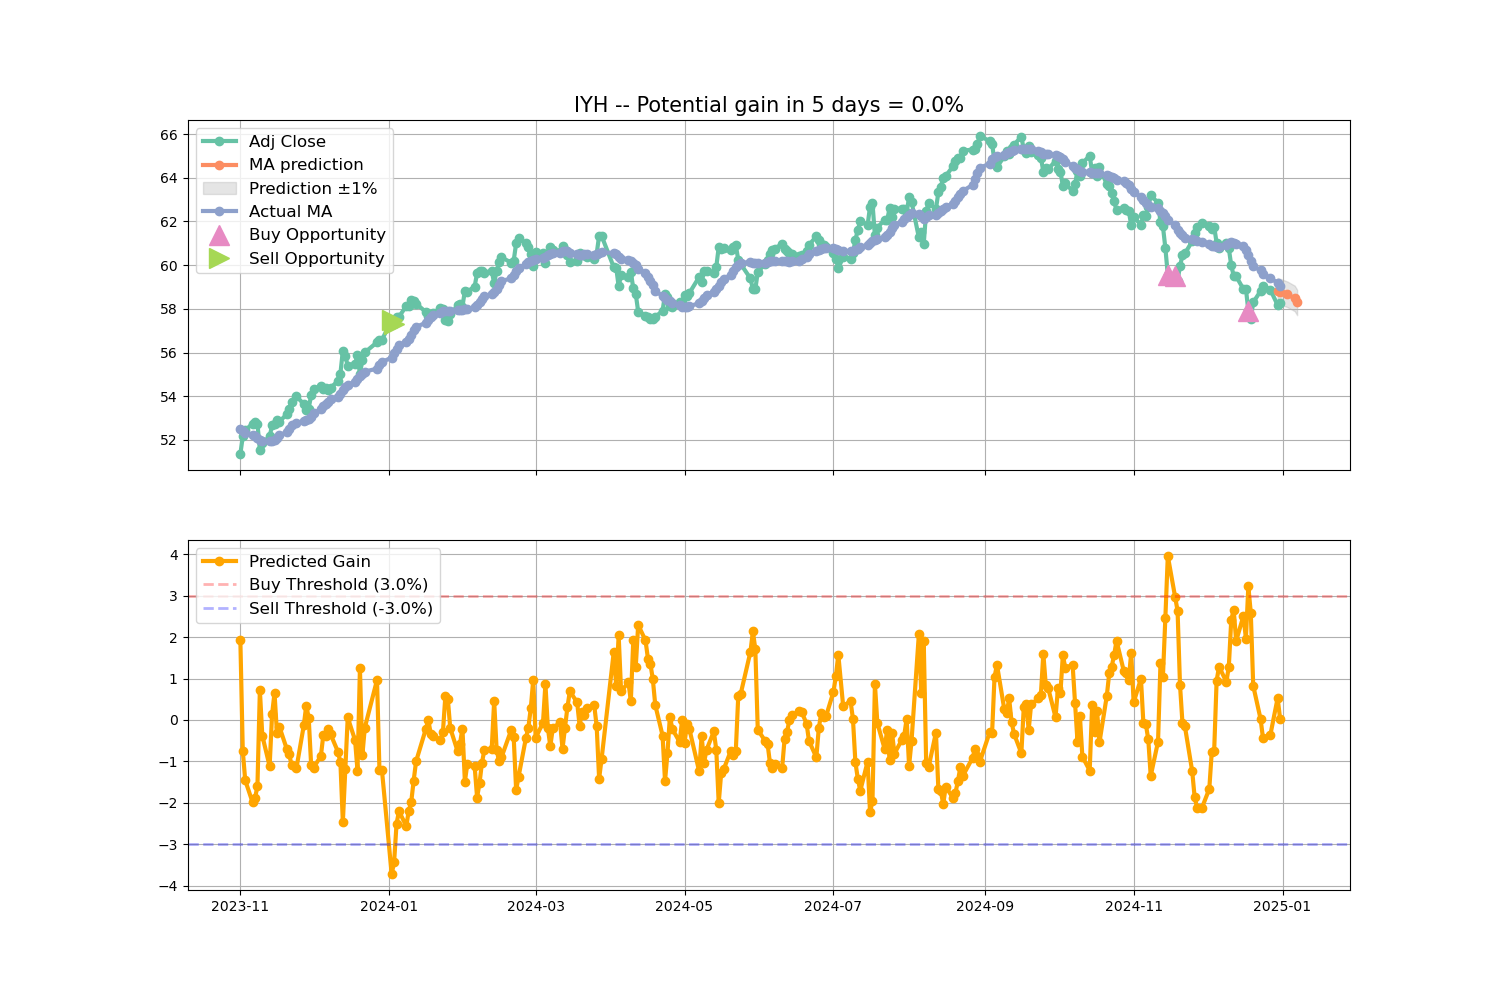 IYH -- Potential gain in 5 days = 0.0%
66
64
62
60
58
56
54
52
Adj Close
MA prediction
Prediction ±1%
Actual MA
Buy Opportunity
Sell Opportunity
4
3
2
1
0
−1
−2
−3
−4
Predicted Gain
Buy Threshold (3.0%)
Sell Threshold (-3.0%)
2023-11
2024-01
2024-03
2024-05
2024-07
2024-09
2024-11
2025-01